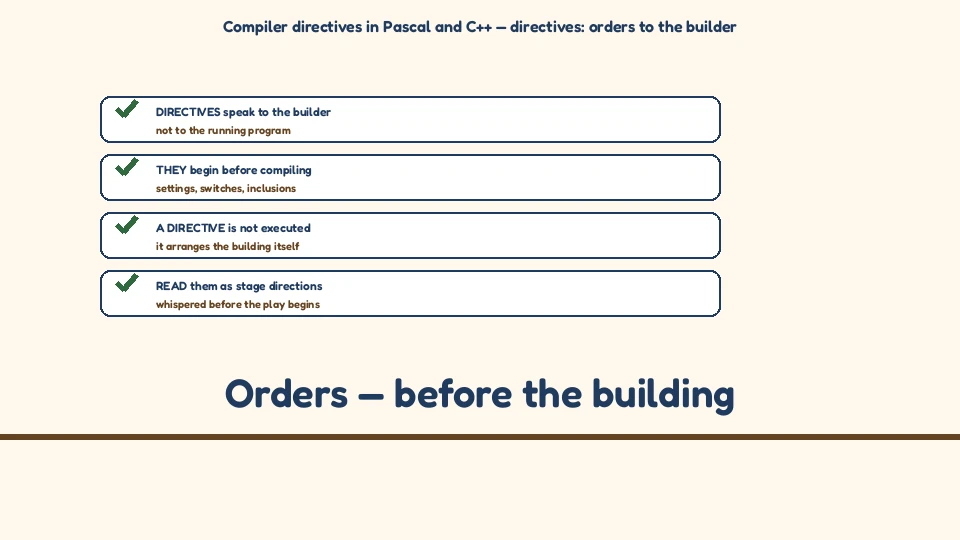 Compiler directives in Pascal and C++ — directives: orders to the builder
DIRECTIVES speak to the builder
not to the running program
THEY begin before compiling
settings, switches, inclusions
A DIRECTIVE is not executed
it arranges the building itself
READ them as stage directions
whispered before the play begins
Orders — before the building